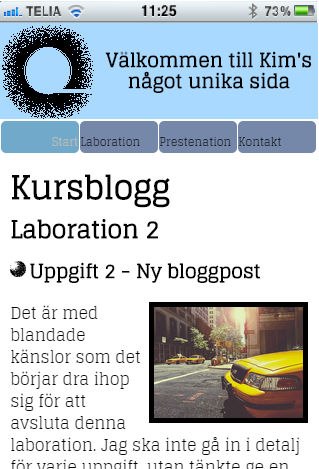 TELIA 11:25 73%
Välkommen till Kim's
något unika sida
Start Laboration Prestenation Kontakt
Kursblogg
Laboration 2
Uppgift 2 - Ny bloggpost
Det är med
blandade
känslor som det
börjar dra ihop
sig för att
avsluta denna
laboration. Jag ska inte gå in i detalj
för varje uppgift, utan tänkte ge en